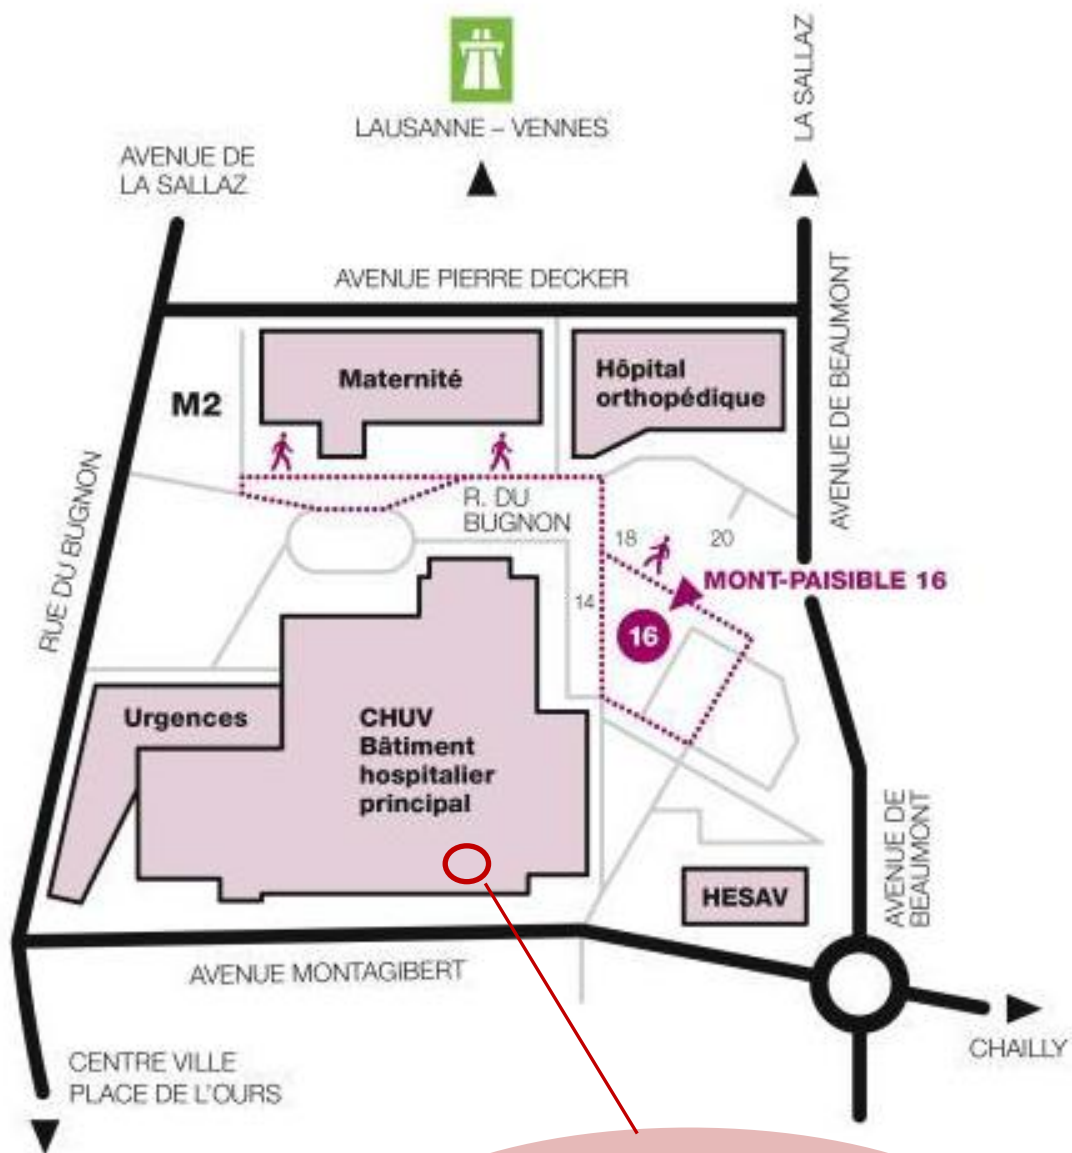 LA SALLAZ
LAUSANNE – VENNES
AVENUE DE
LA SALLAZ
AVENUE PIERRE DECKER
AVENUE DE BEAUMONT
Maternité
Hôpital
orthopédique
M2
R. DU
BUGNON
18
20
RUE DU BUGNON
MONT-PAISIBLE 16
14
16
Urgences
CHUV
Bâtiment
hospitalier
principal
HESAV
AVENUE DE
BEAUMONT
AVENUE MONTAGIBERT
CHAILLY
CENTRE VILLE
PLACE DE L'OURS